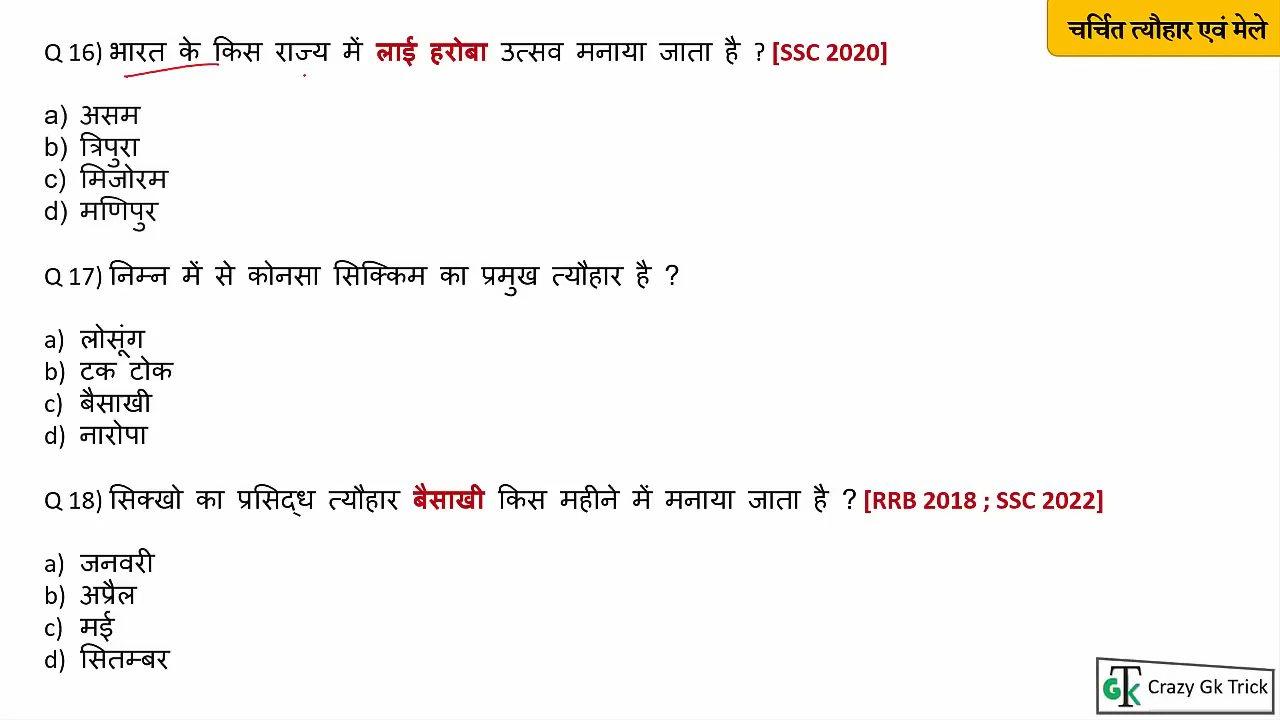 चर्चित त्यौहार एवं मेले
Q 16) भारत के किस राज्य में लाई हरोबा उत्सव मनाया जाता है ? [SSC 2020]
a) असम
b) त्रिपुरा
c) मिजोरम
d) मणिपुर
Q 17) निम्न में से कोनसा सिक्किम का प्रमुख त्यौहार है ?
a) लोसूंग
b) टक टोक
c) बैसाखी
d) नारोपा
Q 18) सिक्खो का प्रसिद्ध त्यौहार बैसाखी किस महीने में मनाया जाता है ? [RRB 2018 ; SSC 2022]
a) जनवरी
b) अप्रैल
c) मई
d) सितम्बर
GTK Crazy Gk Trick